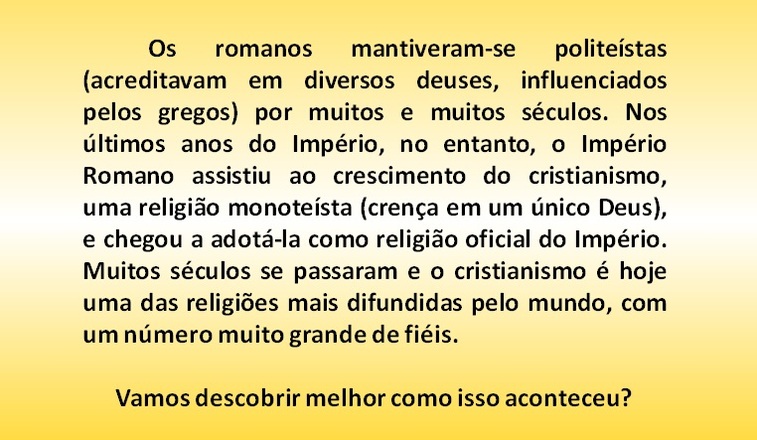 Os romanos mantiveram-se politeístas
(acreditavam em diversos deuses, influenciados
pelos gregos) por muitos e muitos séculos. Nos
últimos anos do Império, no entanto, o Império
Romano assistiu ao crescimento do cristianismo,
uma religião monoteísta (crença em um único Deus),
e chegou a adotá-la como religião oficial do Império.
Muitos séculos se passaram e o cristianismo é hoje
uma das religiões mais difundidas pelo mundo, com
um número muito grande de fiéis.
Vamos descobrir melhor como isso aconteceu?